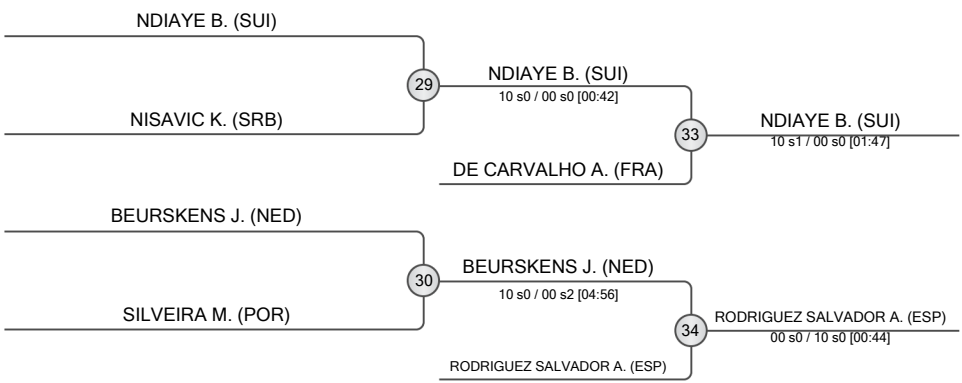 NDIAYE B. (SUI)
29
NDIAYE B. (SUI)
10 s0 / 00 s0 [00:42]
NISAVIC K. (SRB)
33
NDIAYE B. (SUI)
10 s1 / 00 s0 [01:47]
DE CARVALHO A. (FRA)
BEURSKENS J. (NED)
30
BEURSKENS J. (NED)
10 s0 / 00 s2 [04:56]
SILVEIRA M. (POR)
34
RODRIGUEZ SALVADOR A. (ESP)
00 s0 / 10 s0 [00:44]
RODRIGUEZ SALVADOR A. (ESP)